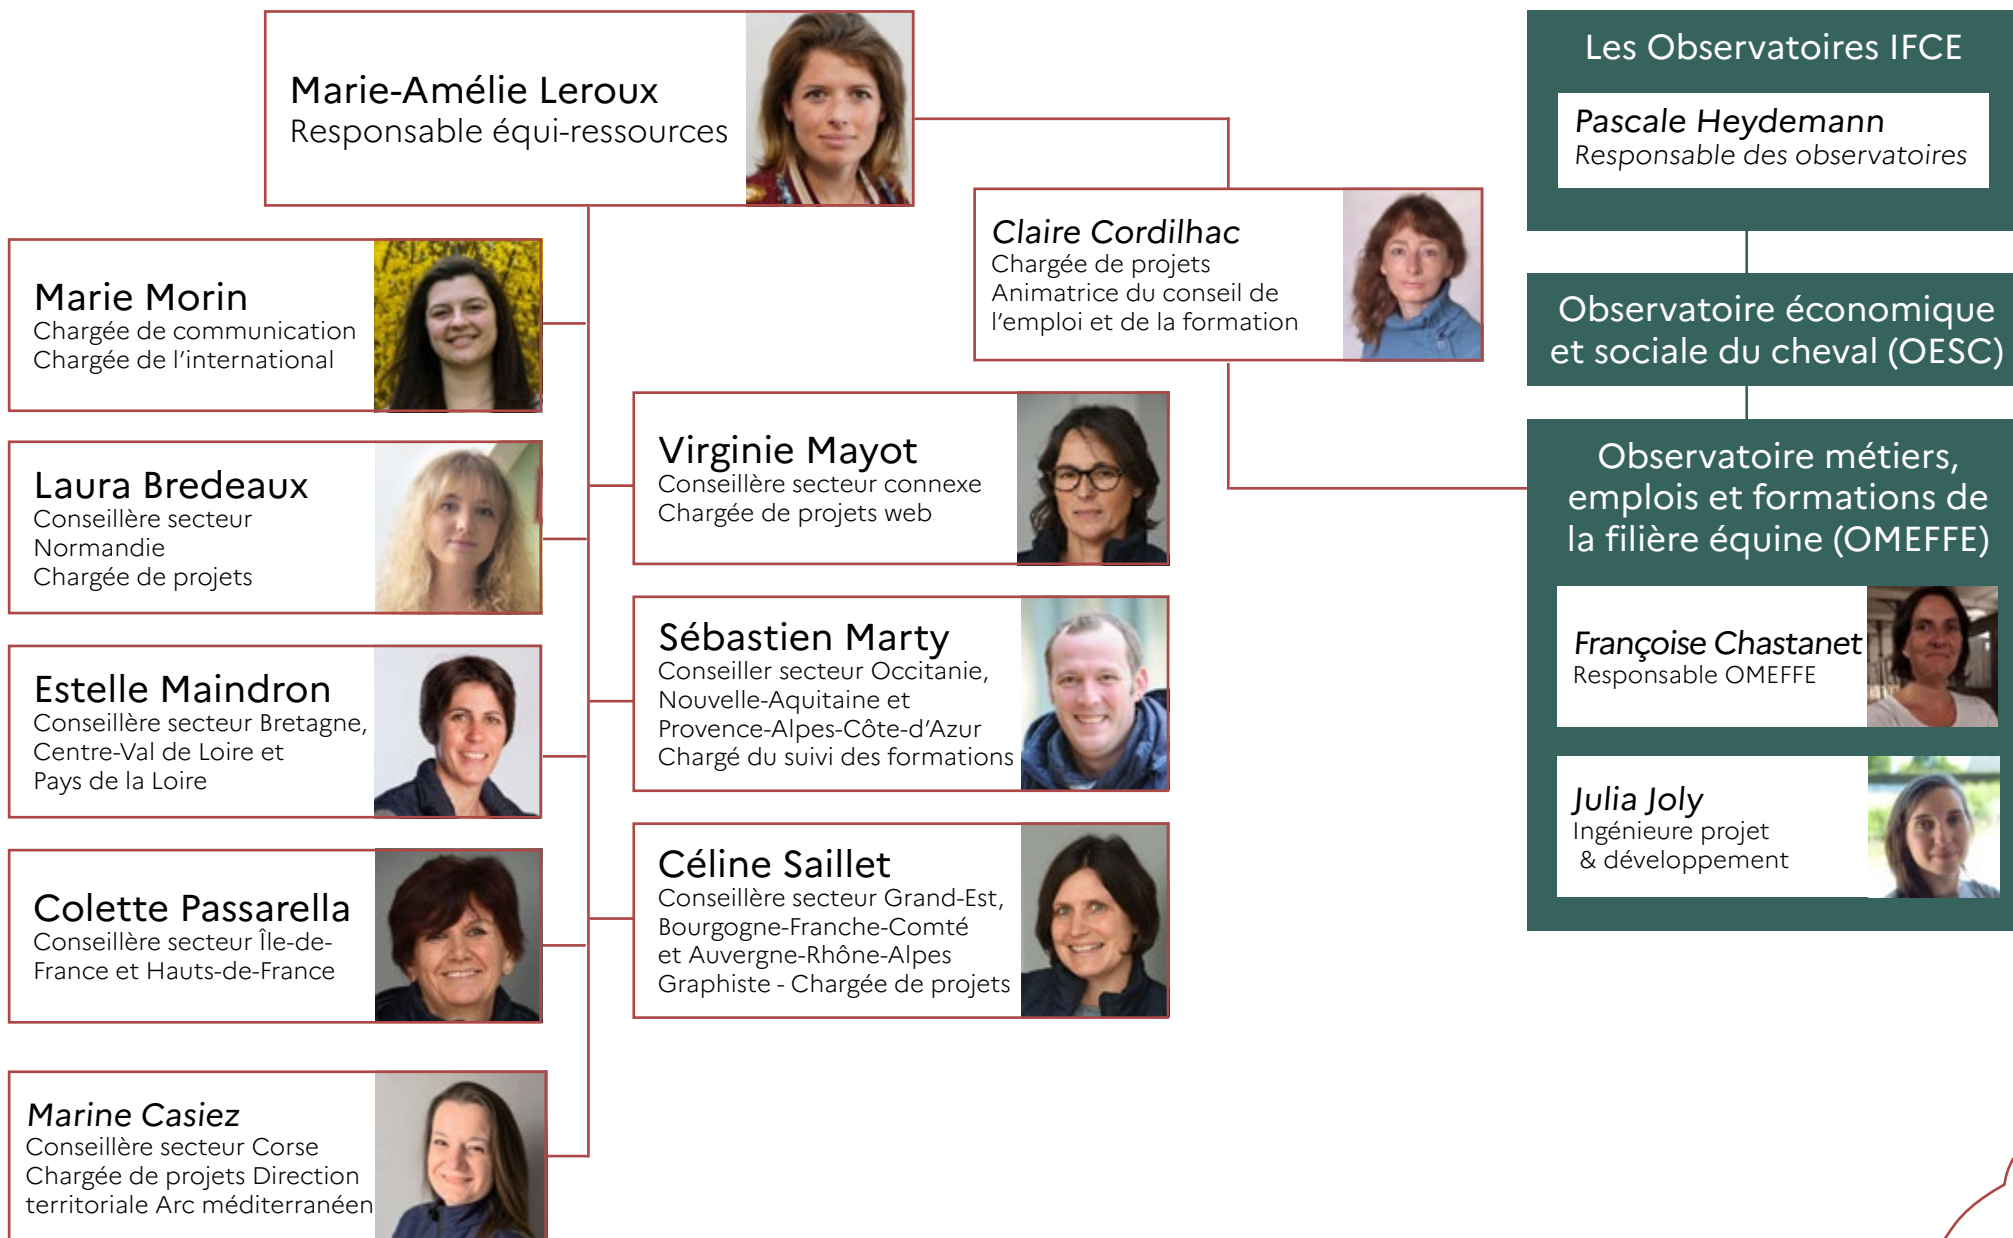 Marie-Amélie Leroux
Responsable équi-ressources
Marie Morin
Chargée de communication
Chargée de l'international
Laura Bredeaux
Conseillère secteur
Normandie
Chargée de projets
Estelle Maindron
Conseillère secteur Bretagne,
Centre-Val de Loire et
Pays de la Loire
Colette Passarella
Conseillère secteur Île-de-
France et Hauts-de-France
Marine Casiez
Conseillère secteur Corse
Chargée de projets Direction
territoriale Arc méditerranéen
Virginie Mayot
Conseillère secteur connexe
Chargée de projets web
Sébastien Marty
Conseiller secteur Occitanie,
Nouvelle-Aquitaine et
Provence-Alpes-Côte-d'Azur
Chargé du suivi des formations
Céline Saillet
Conseillère secteur Grand-Est,
Bourgogne-Franche-Comté
et Auvergne-Rhône-Alpes
Graphiste - Chargée de projets
Claire Cordilhac
Chargée de projets
Animatrice du conseil de
l'emploi et de la formation
Les Observatoires IFCE
Pascale Heydemann
Responsable des observatoires
Observatoire économique
et sociale du cheval (OESC)
Observatoire métiers,
emplois et formations de
la filière équine (OMEFFE)
Françoise Chastanet
Responsable OMEFFE
Julia Joly
Ingénieure projet
& développement